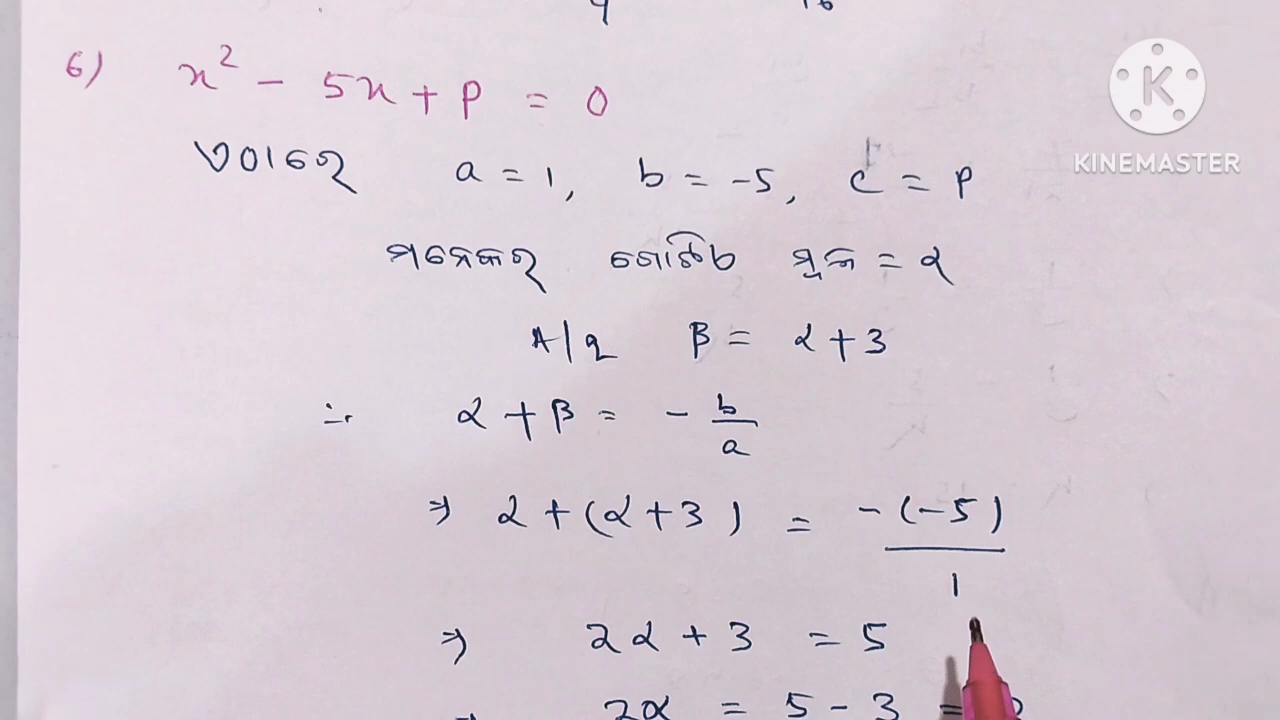 6) x² - 5x + p = 0
K
KINEMASTER
ଏଠାରେ a = 1, b = -5, c = p
ମନେକର ଗୋଟିଏ ମୂଳ = α
A/q β = α + 3
∴ α + β = - b/a
⇒ α + (α + 3) = -(-5)/1
⇒ 2α + 3 = 5
⇒ 2α = 5 - 3 =